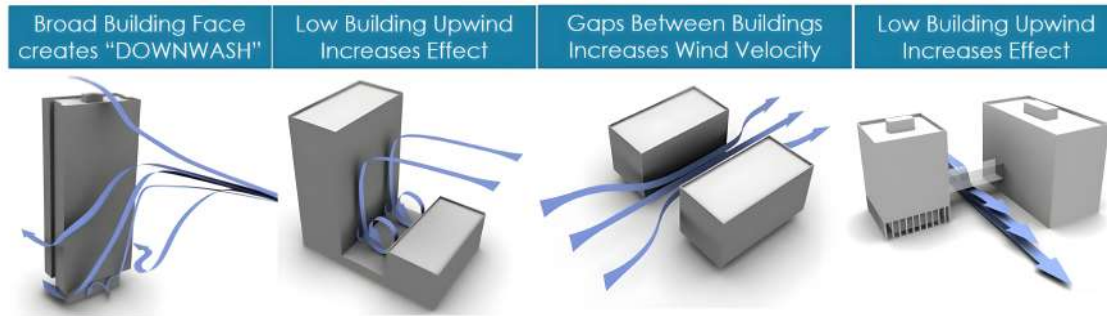 Broad Building Face
creates “DOWNWASH”
Low Building Upwind
Increases Effect
Gaps Between Buildings
Increases Wind Velocity
Low Building Upwind
Increases Effect